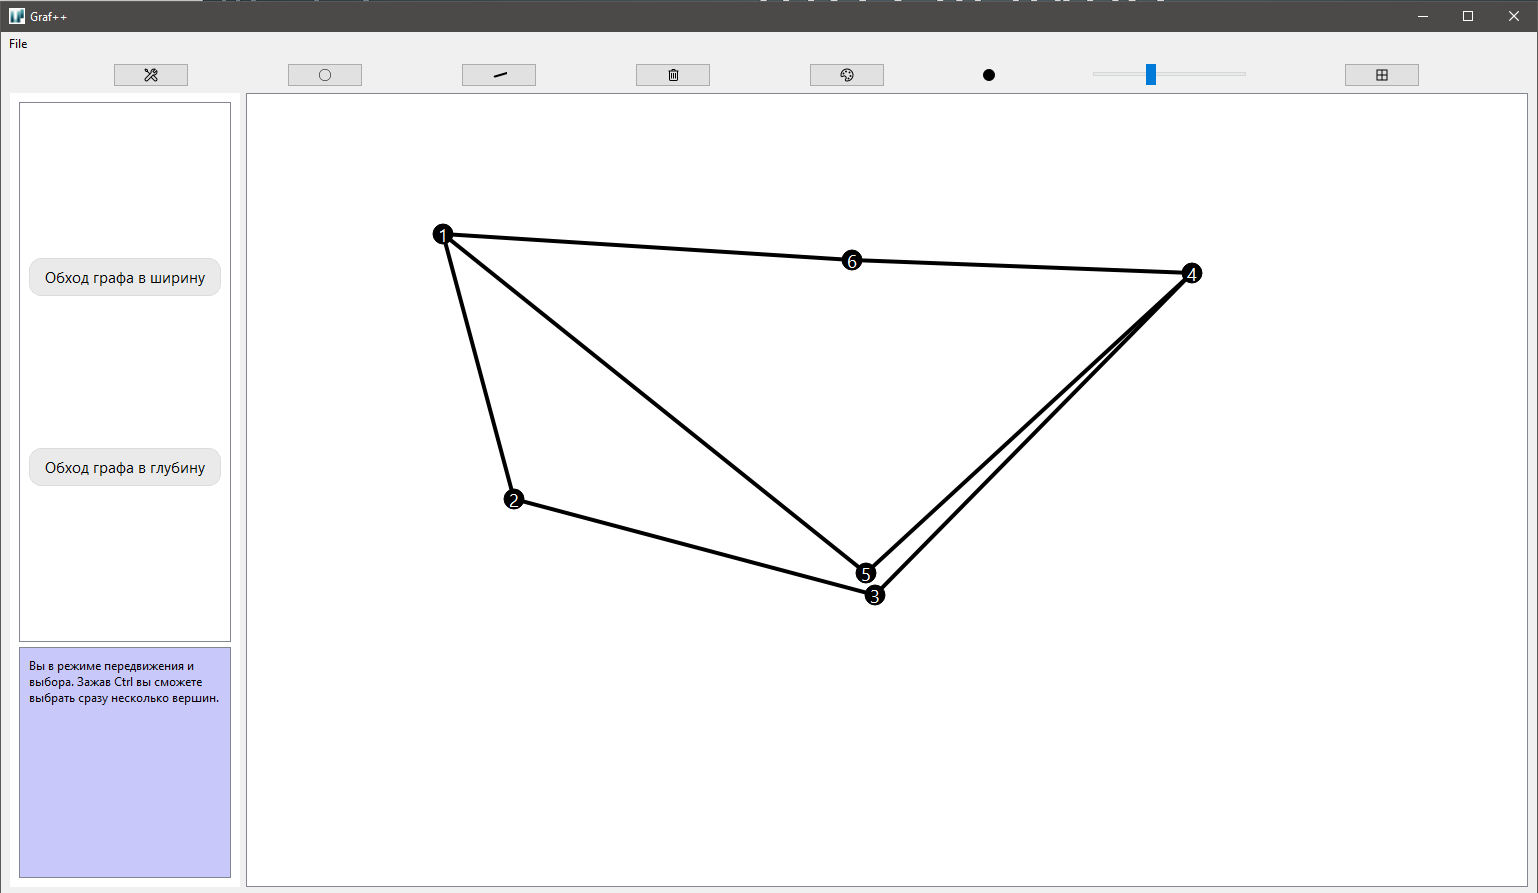 Graf++
File
Обход графа в ширину
Обход графа в глубину
Вы в режиме передвижения и
выбора. Зажав Ctrl вы сможете
выбрать сразу несколько вершин.
1
6
4
2
5
3